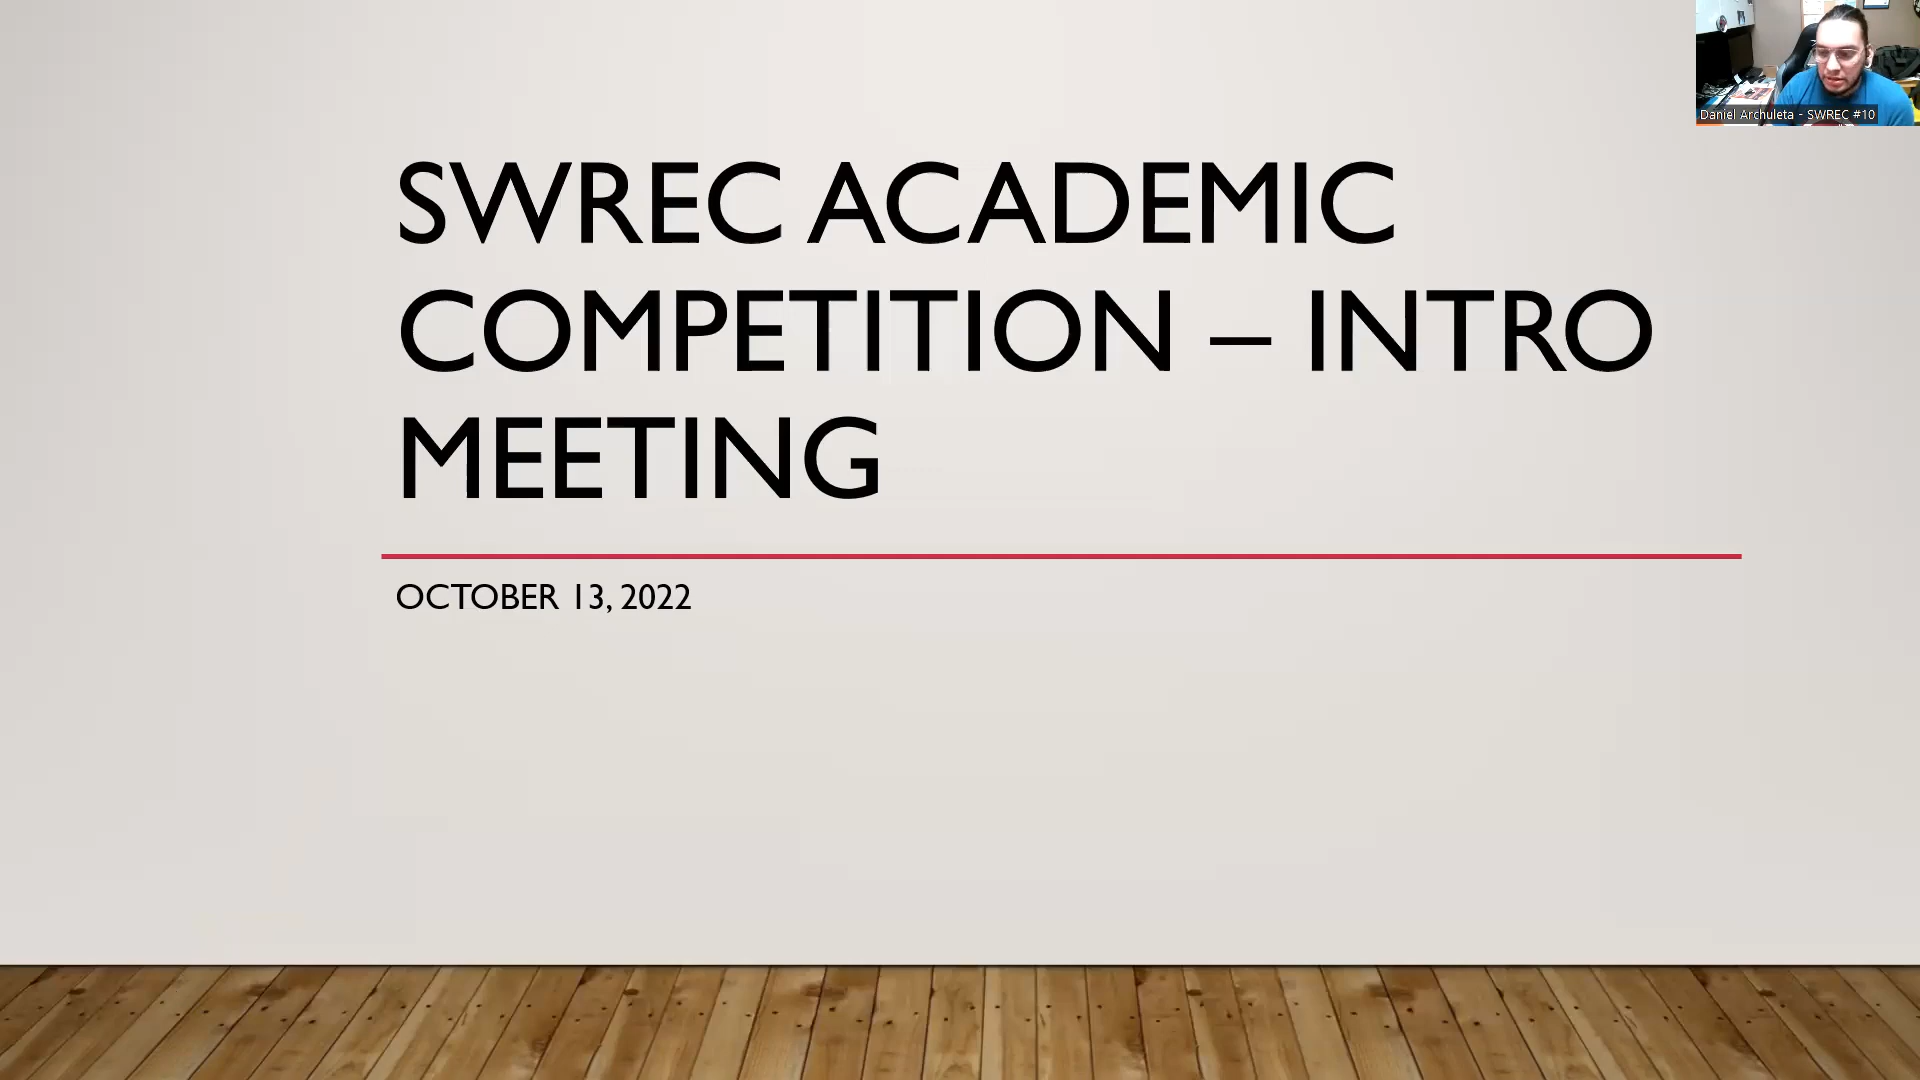 Daniel Archuleta - SWREC #10
SWREC ACADEMIC
COMPETITION – INTRO
MEETING
OCTOBER 13, 2022